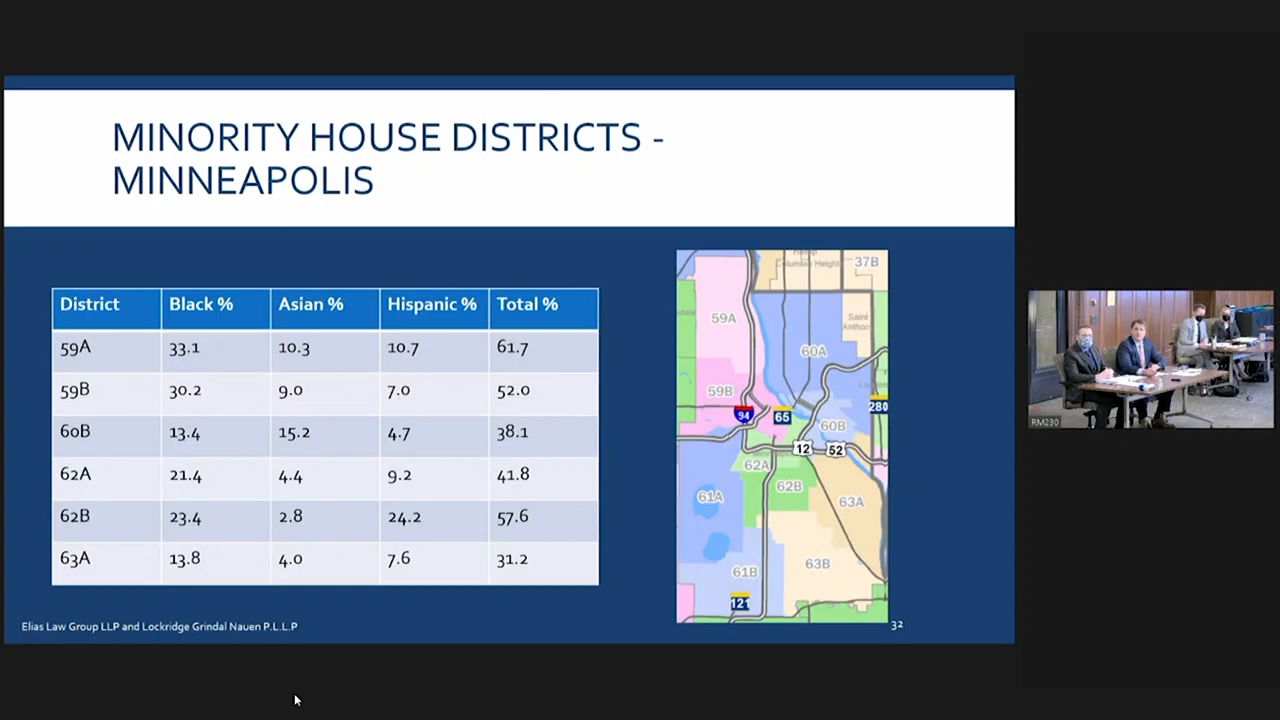 MINORITY HOUSE DISTRICTS -
MINNEAPOLIS
District Black % Asian % Hispanic % Total %
59A 33.1 10.3 10.7 61.7
59B 30.2 9.0 7.0 52.0
60B 13.4 15.2 4.7 38.1
62A 21.4 4.4 9.2 41.8
62B 23.4 2.8 24.2 57.6
63A 13.8 4.0 7.6 31.2
37B
59A
Saint
60A
59B
94
65
280
60B
12
52
62A
62B
61A
63A
63B
61B
121
RM230
Elias Law Group LLP and Lockridge Grindal Nauen P.L.L.P
32